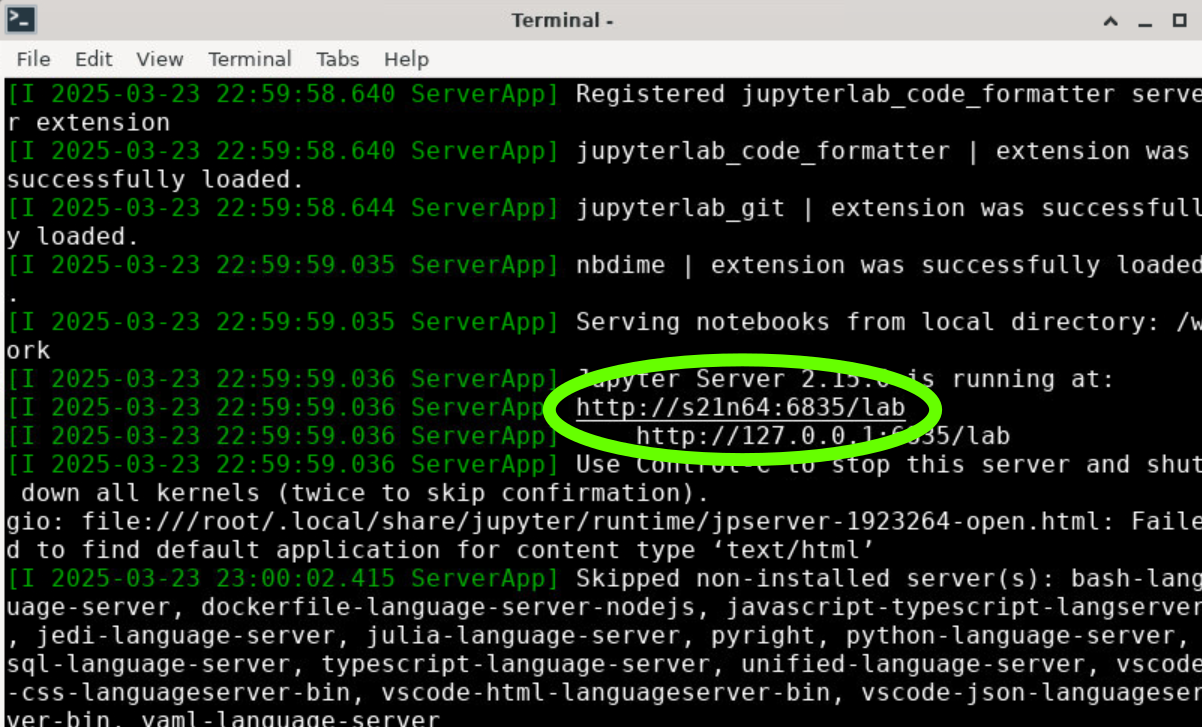 Terminal -
File Edit View Terminal Tabs Help
[I 2025-03-23 22:59:58.640 ServerApp] Registered jupyterlab_code_formatter serve
r extension
[I 2025-03-23 22:59:58.640 ServerApp] jupyterlab_code_formatter | extension was
successfully loaded.
[I 2025-03-23 22:59:58.644 ServerApp] jupyterlab_git | extension was successfull
y loaded.
[I 2025-03-23 22:59:59.035 ServerApp] nbdime | extension was successfully loaded
.
[I 2025-03-23 22:59:59.035 ServerApp] Serving notebooks from local directory: /w
ork
[I 2025-03-23 22:59:59.036 ServerApp] Jupyter Server 2.15.0 is running at:
[I 2025-03-23 22:59:59.036 ServerApp] http://s21n64:6835/lab
[I 2025-03-23 22:59:59.036 ServerApp]     http://127.0.0.1:6835/lab
[I 2025-03-23 22:59:59.036 ServerApp] Use Control-C to stop this server and shut
 down all kernels (twice to skip confirmation).
gio: file:///root/.local/share/jupyter/runtime/jpserver-1923264-open.html: Faile
d to find default application for content type ‘text/html’
[I 2025-03-23 23:00:02.415 ServerApp] Skipped non-installed server(s): bash-lang
uage-server, dockerfile-language-server-nodejs, javascript-typescript-langserver
, jedi-language-server, julia-language-server, pyright, python-language-server,
sql-language-server, typescript-language-server, unified-language-server, vscode
-css-languageserver-bin, vscode-html-languageserver-bin, vscode-json-languageser
ver-bin, yaml-language-server